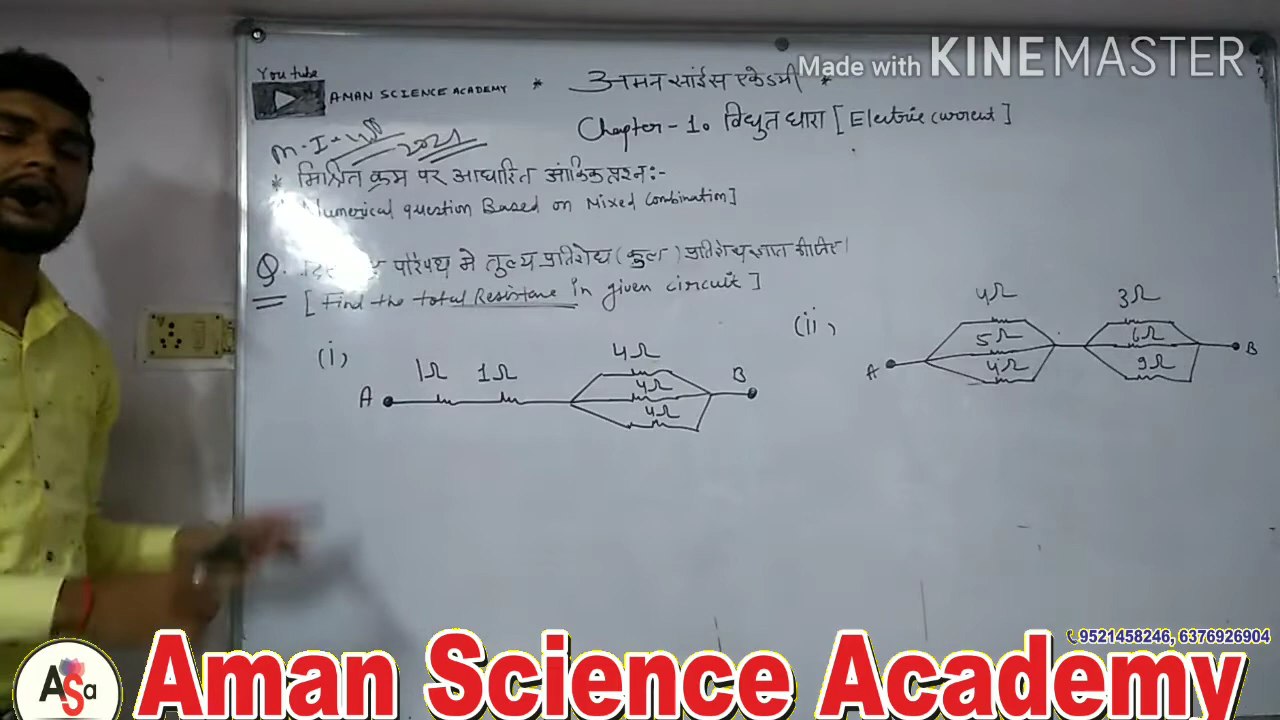 Made with KINEMASTER
You tube
AMAN SCIENCE ACADEMY * अमन साइंस एकेडमी *
Chapter - 1. विधुत धारा [ Electric current ]
2021
* मिश्रित क्रम पर आधारित आंकिक प्रश्न :-
Numerical question Based on Mixed Combination]
Q. परिपथ मे तुल्य प्रतिरोध (कुल) प्रतिरोध ज्ञात कीजिए।
[ Find the total Resistane in given circuit ]
(i)
A 1Ω 1Ω 4Ω 4Ω 4Ω B
(ii)
A 4Ω 5Ω 4Ω 3Ω 6Ω 9Ω B
9521458246, 6376926904
ASa Aman Science Academy